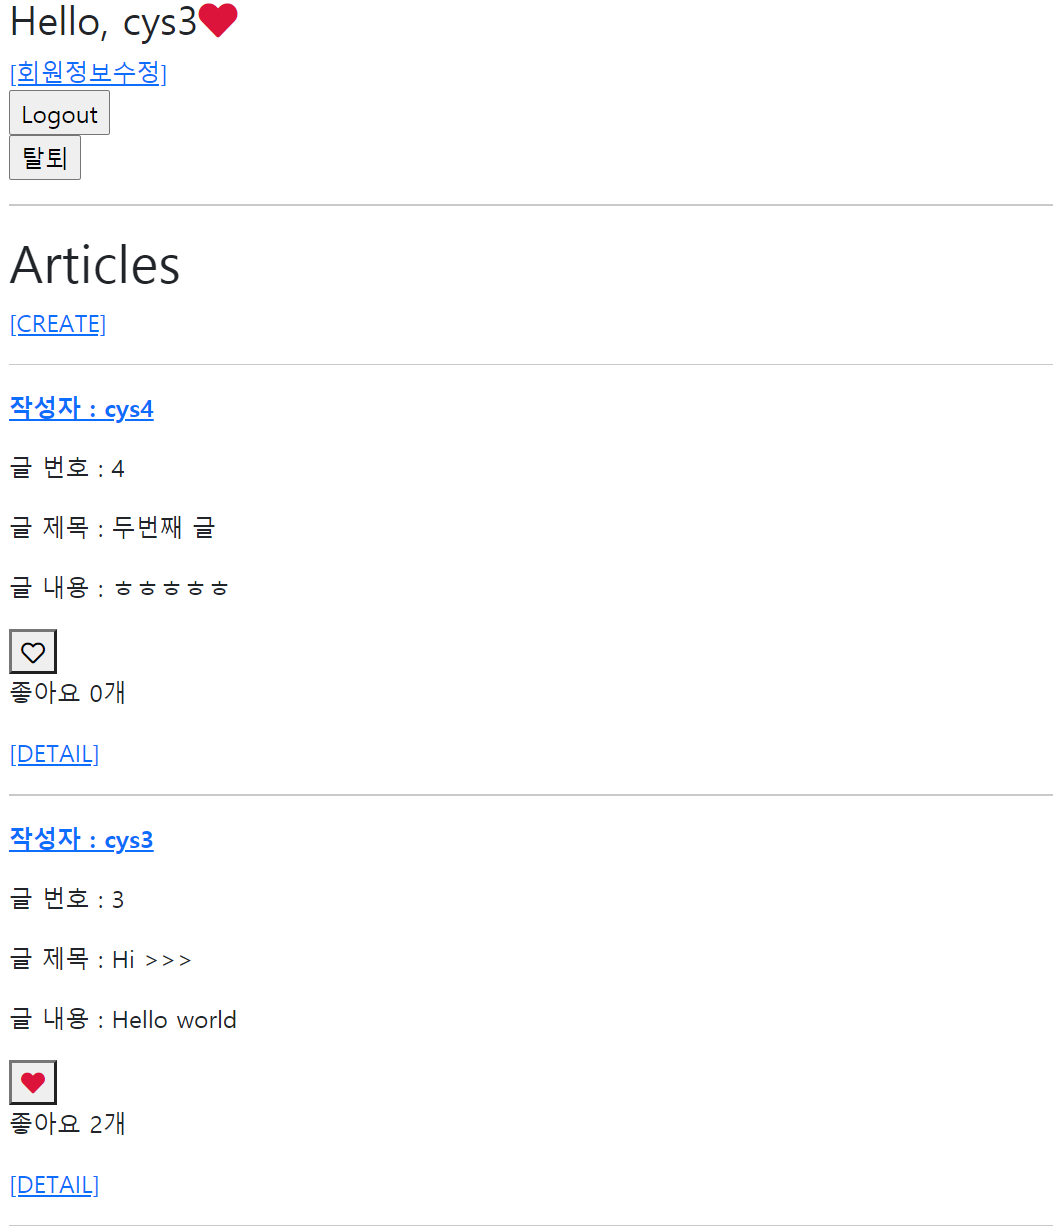 Hello, cys3
[회원정보수정]
Logout
탈퇴
Articles
[CREATE]
작성자 : cys4
글 번호 : 4
글 제목 : 두번째 글
글 내용 : ㅎㅎㅎㅎㅎ
좋아요 0개
[DETAIL]
작성자 : cys3
글 번호 : 3
글 제목 : Hi >>>
글 내용 : Hello world
좋아요 2개
[DETAIL]